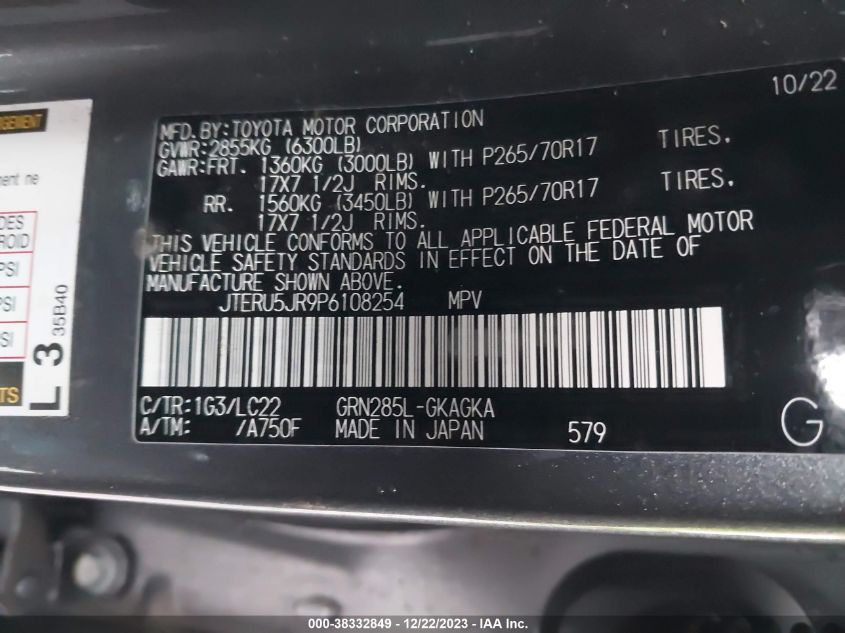 10/22
MFD.BY:TOYOTA MOTOR CORPORATION
GVWR:2855KG (6300LB)
GAWR:FRT. 1360KG (3000LB) WITH P265/70R17 TIRES.
17X7 1/2J RIMS.
RR. 1560KG (3450LB) WITH P265/70R17 TIRES.
17X7 1/2J RIMS.
THIS VEHICLE CONFORMS TO ALL APPLICABLE FEDERAL MOTOR
VEHICLE SAFETY STANDARDS IN EFFECT ON THE DATE OF
MANUFACTURE SHOWN ABOVE.
JTERU5JR9P6108254 MPV
C/TR:1G3/LC22 GRN285L-GKAGKA
A/TM: /A750F MADE IN JAPAN 579
G
ment ne
PSI
PSI
PSI
L 3 35B40
000-38332849 - 12/22/2023 - IAA Inc.